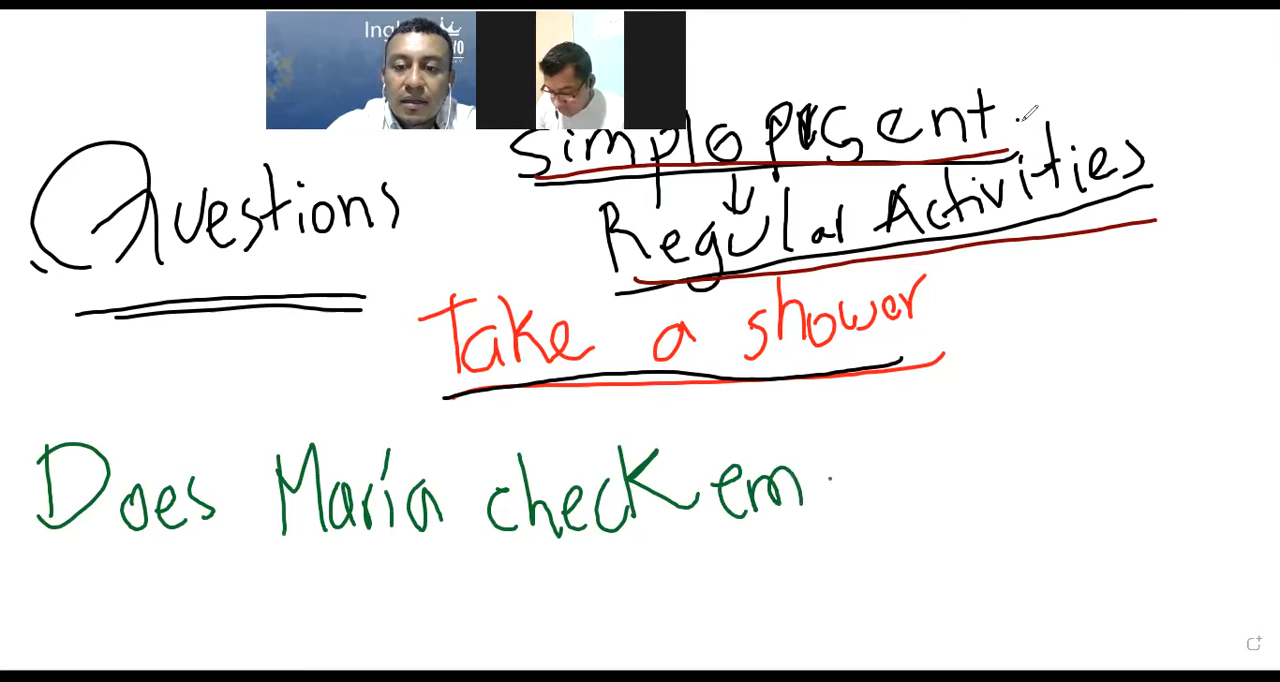 Simple present
Questions
Regular Activities
Take a shower
Does María check em